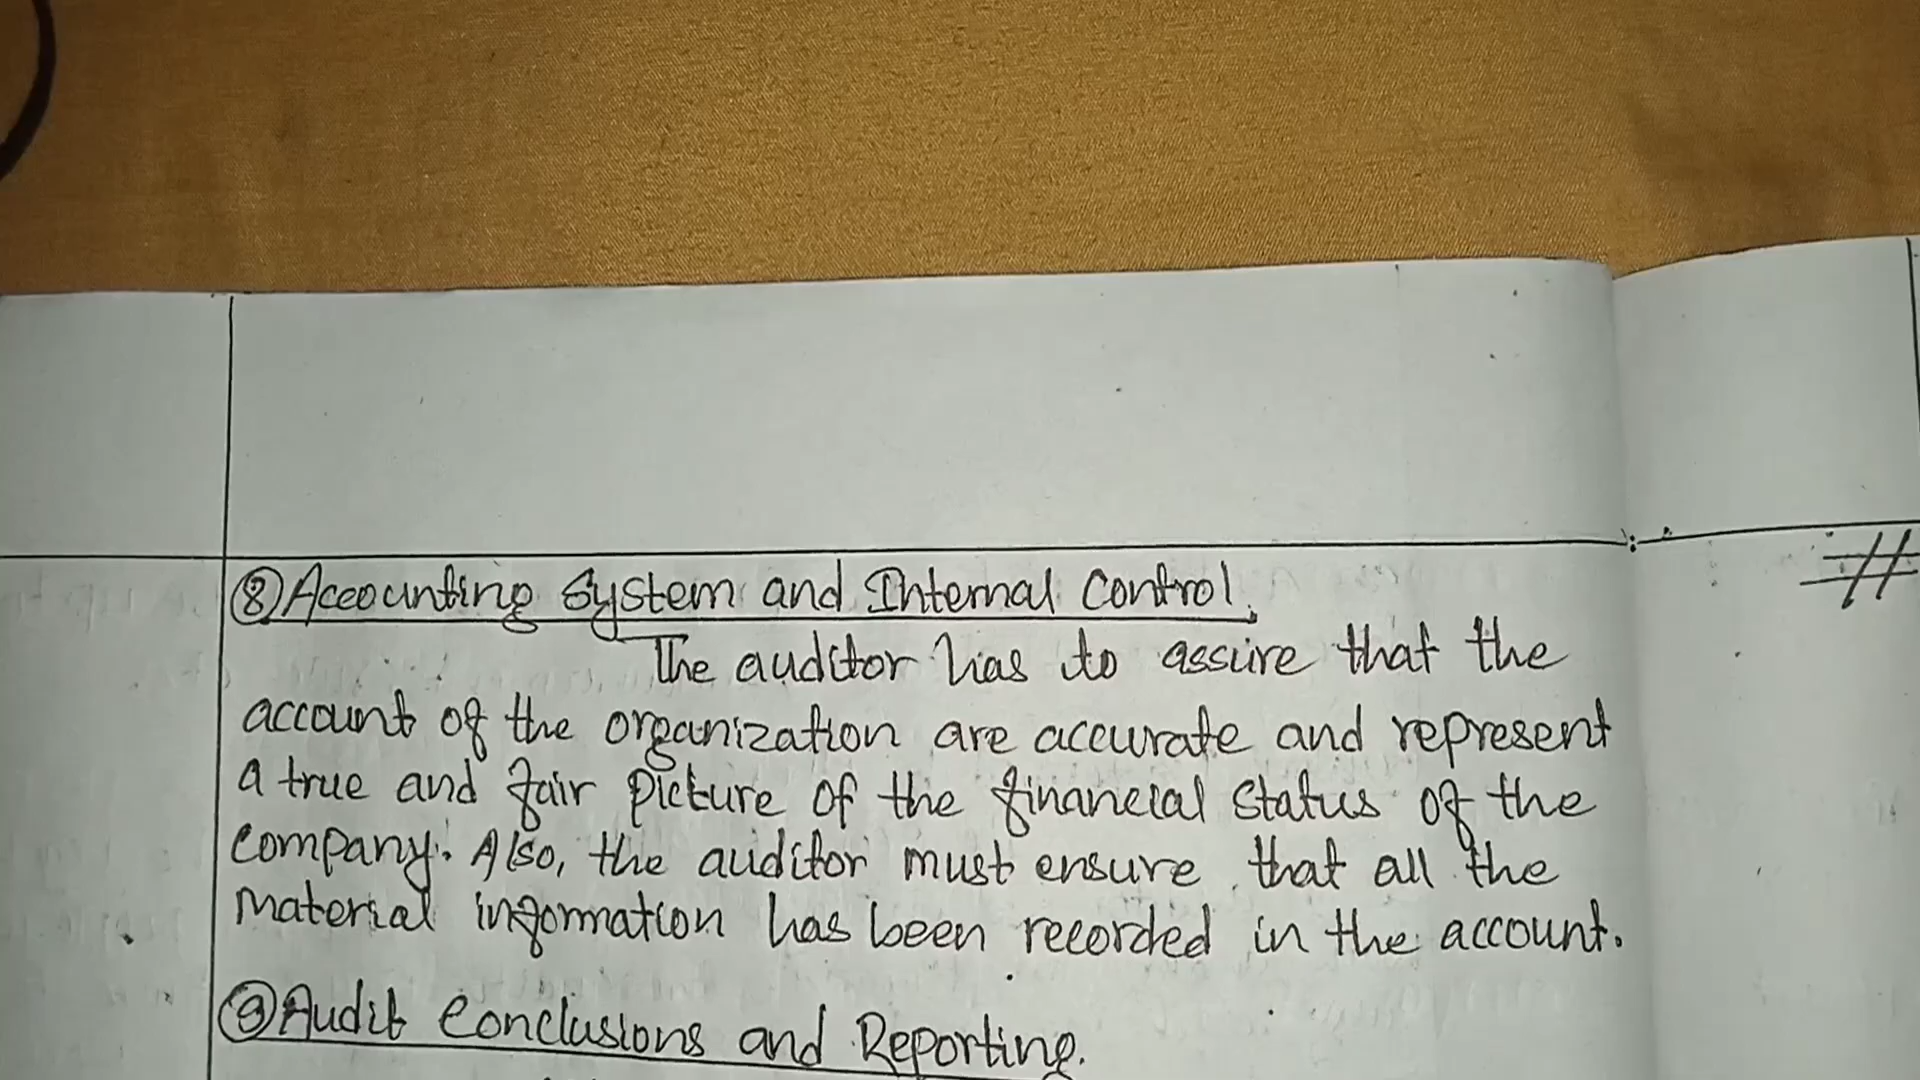 ⑧ Accounting System and Internal Control.
The auditor has to assure that the
account of the organization are accurate and represent
a true and fair picture of the financial status of the
company. Also, the auditor must ensure that all the
material information has been recorded in the account.
⑨ Audit Conclusions and Reporting.
#